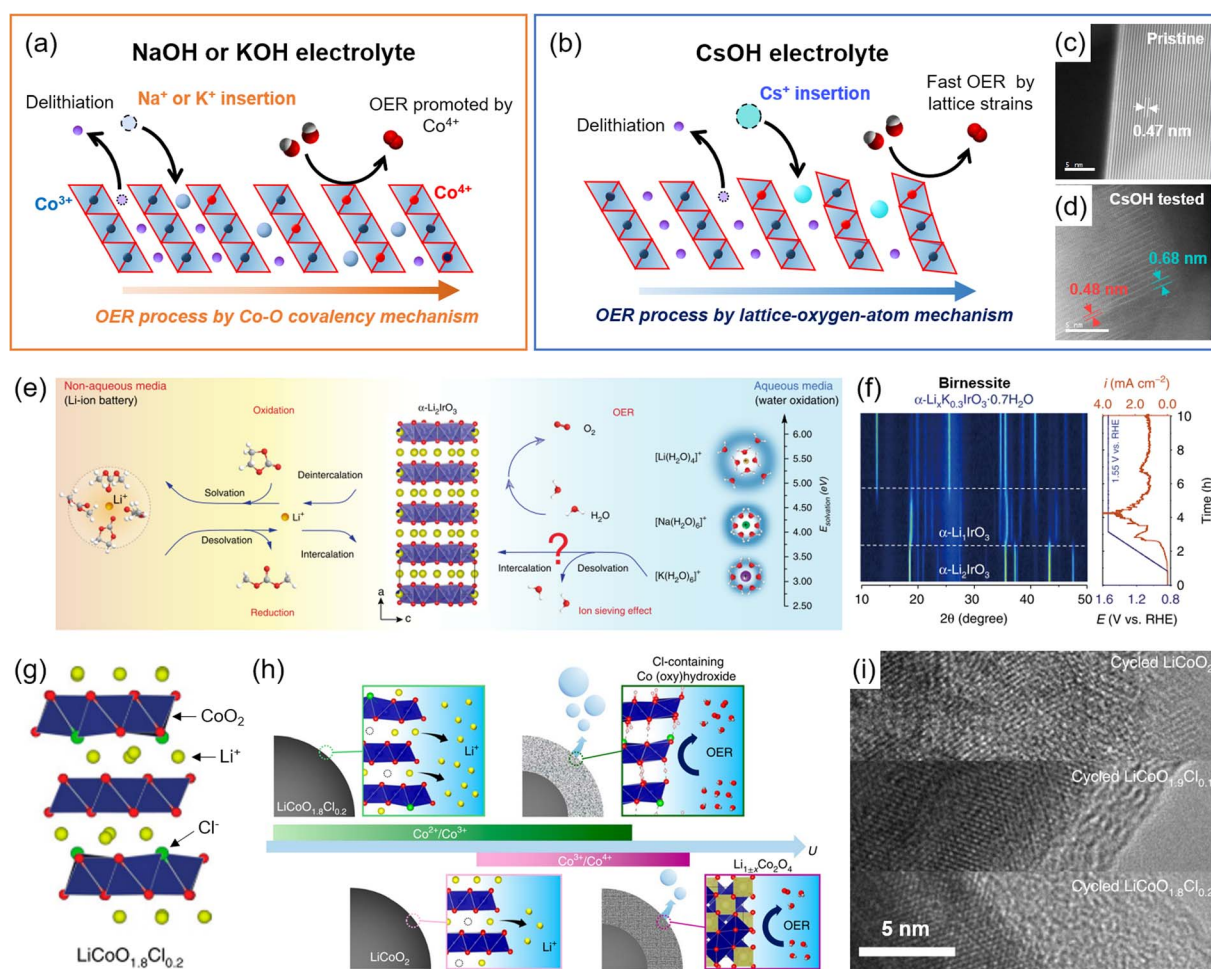 (a)
NaOH or KOH electrolyte
Delithiation
Na⁺ or K⁺ insertion
OER promoted by
Co⁴⁺
Co³⁺
Co⁴⁺
OER process by Co-O covalency mechanism
(b)
CsOH electrolyte
Delithiation
Cs⁺ insertion
Fast OER by
lattice strains
OER process by lattice-oxygen-atom mechanism
(c)
Pristine
0.47 nm
5 nm
(d)
CsOH tested
0.68 nm
0.48 nm
5 nm
(e)
Non-aqueous media
(Li-ion battery)
Oxidation
Solvation
Deintercalation
Li⁺
Li⁺
Desolvation
Intercalation
Reduction
α-Li₂IrO₃
a
c
OER
O₂
H₂O
?
Intercalation
Desolvation
Ion sieving effect
Aqueous media
(water oxidation)
[Li(H₂O)₄]⁺
[Na(H₂O)₆]⁺
[K(H₂O)₆]⁺
6.00
5.50
5.00
4.50
4.00
3.50
3.00
2.50
E solvation (eV)
(f)
Birnessite
α-LiₓK₀.₃IrO₃·0.7H₂O
α-Li₁IrO₃
α-Li₂IrO₃
10 20 30 40 50
2θ (degree)
i (mA cm⁻²)
4.0 2.0 0.0
1.55 V vs. RHE
10
8
6
4
2
0
Time (h)
1.6 1.2 0.8
E (V vs. RHE)
(g)
CoO₂
Li⁺
Cl⁻
LiCoO₁.₈Cl₀.₂
(h)
LiCoO₁.₈Cl₀.₂
Li⁺
Cl-containing
Co (oxy)hydroxide
OER
Co²⁺/Co³⁺
U
Co³⁺/Co⁴⁺
LiCoO₂
Li⁺
Li₁±ₓCo₂O₄
OER
(i)
Cycled LiCoO₂
Cycled LiCoO₁.₉Cl₀.₁
Cycled LiCoO₁.₈Cl₀.₂
5 nm